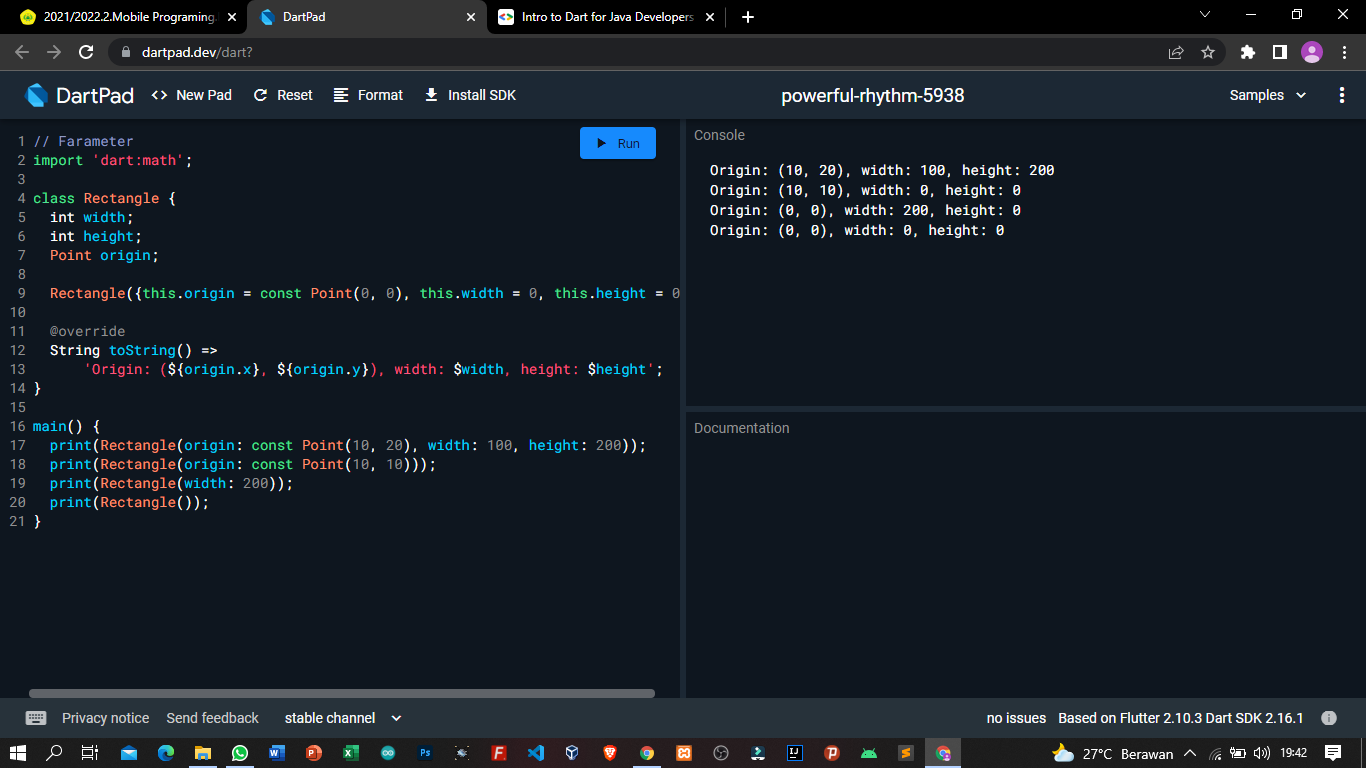 2021/2022.2.Mobile Programing.
DartPad
Intro to Dart for Java Developers
dartpad.dev/dart?
DartPad
<> New Pad
Reset
Format
Install SDK
powerful-rhythm-5938
Samples
Run
1 // Farameter
2 import 'dart:math';
3
4 class Rectangle {
5   int width;
6   int height;
7   Point origin;
8
9   Rectangle({this.origin = const Point(0, 0), this.width = 0, this.height = 0
10
11   @override
12   String toString() =>
13       'Origin: (${origin.x}, ${origin.y}), width: $width, height: $height';
14 }
15
16 main() {
17   print(Rectangle(origin: const Point(10, 20), width: 100, height: 200));
18   print(Rectangle(origin: const Point(10, 10)));
19   print(Rectangle(width: 200));
20   print(Rectangle());
21 }
Console
Origin: (10, 20), width: 100, height: 200
Origin: (10, 10), width: 0, height: 0
Origin: (0, 0), width: 200, height: 0
Origin: (0, 0), width: 0, height: 0
Documentation
Privacy notice
Send feedback
stable channel
no issues
Based on Flutter 2.10.3 Dart SDK 2.16.1
27°C Berawan
19:42